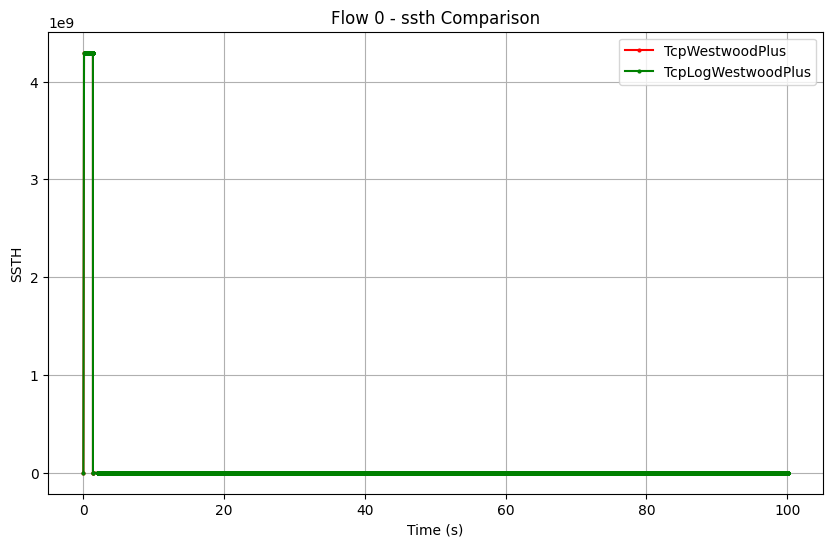 Flow 0 - ssth Comparison
1e9
TcpWestwoodPlus
TcpLogWestwoodPlus
4
3
2
1
0
SSTH
0 20 40 60 80 100
Time (s)